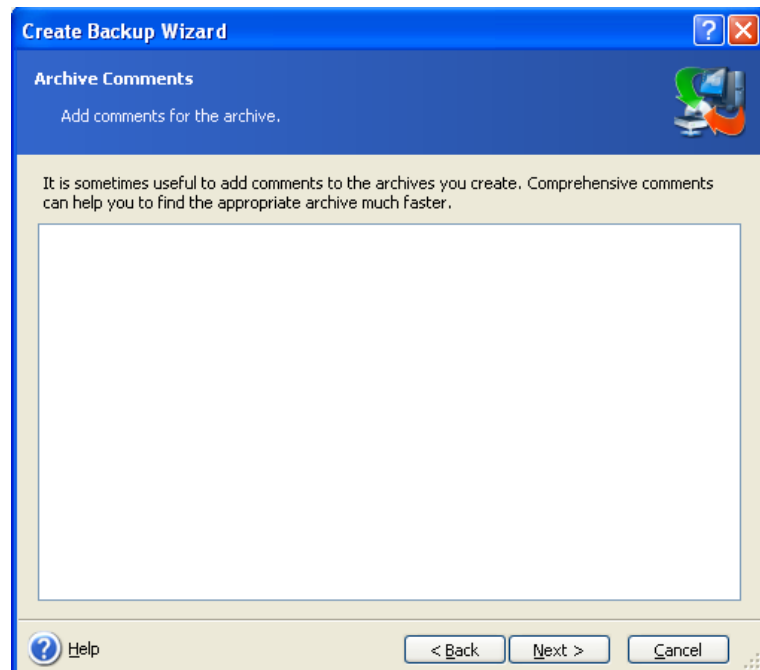 Create Backup Wizard
Archive Comments
Add comments for the archive.
It is sometimes useful to add comments to the archives you create. Comprehensive comments
can help you to find the appropriate archive much faster.
Help
< Back
Next >
Cancel